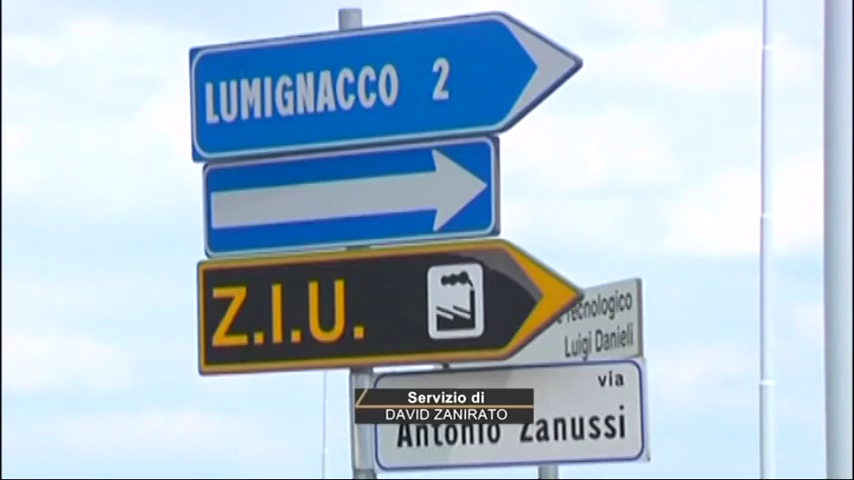 LUMIGNACCO 2
Z.I.U.
Tecnologico
Luigi Danieli
via
Antonio Zanussi
Servizio di
DAVID ZANIRATO